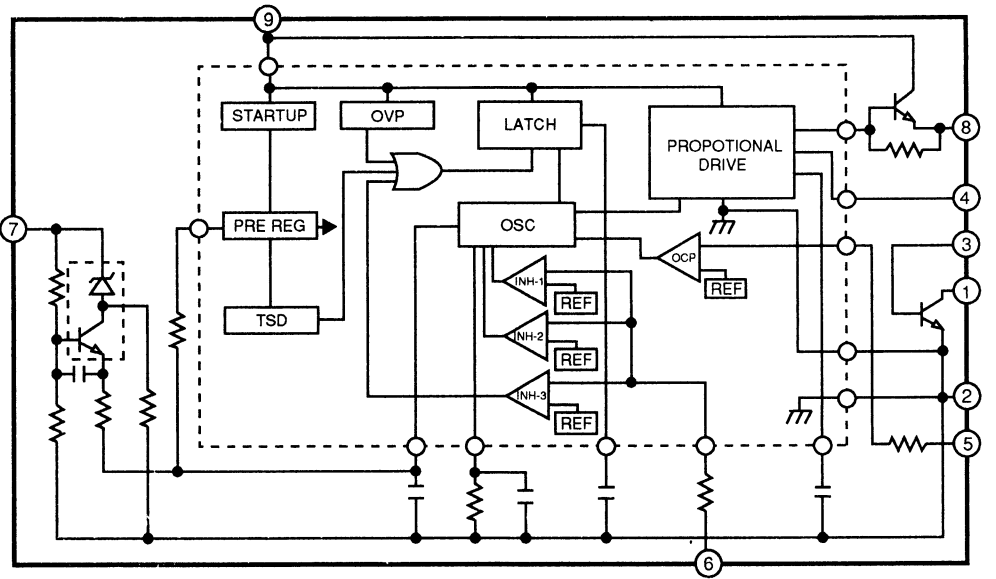 9
STARTUP
OVP
LATCH
PROPOTIONAL
DRIVE
8
4
7
PRE REG
OSC
3
OCP
REF
INH-1
REF
1
TSD
INH-2
REF
INH-3
REF
2
5
6